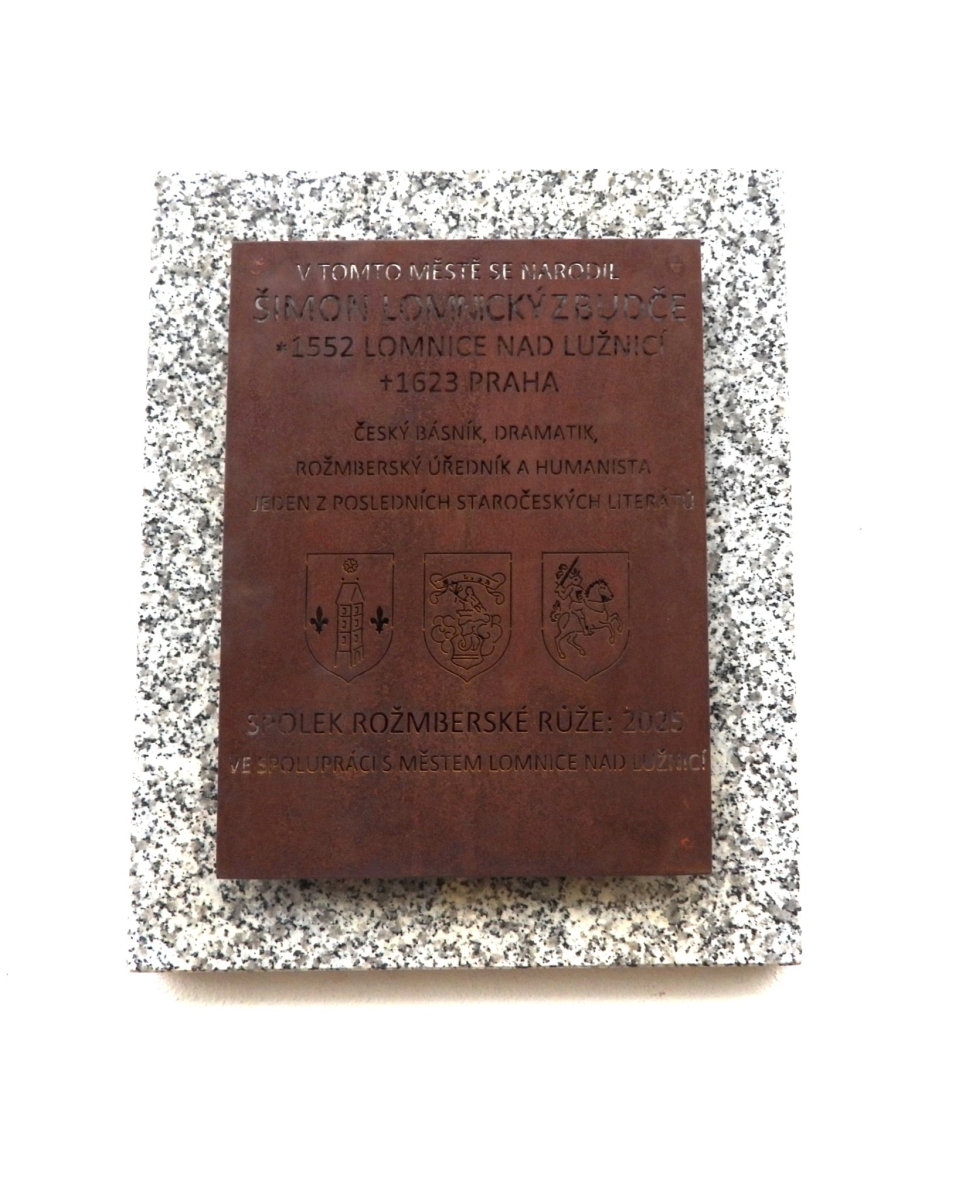 V TOMTO MĚSTĚ SE NARODIL
ŠIMON LOMNICKÝ Z BUDČE
*1552 LOMNICE NAD LUŽNICÍ
+1623 PRAHA
ČESKÝ BÁSNÍK, DRAMATIK,
ROŽMBERSKÝ ÚŘEDNÍK A HUMANISTA
JEDEN Z POSLEDNÍCH STAROČESKÝCH LITERÁTŮ
SPOLEK ROŽMBERSKÉ RŮŽE: 2025
VE SPOLUPRÁCI S MĚSTEM LOMNICE NAD LUŽNICÍ